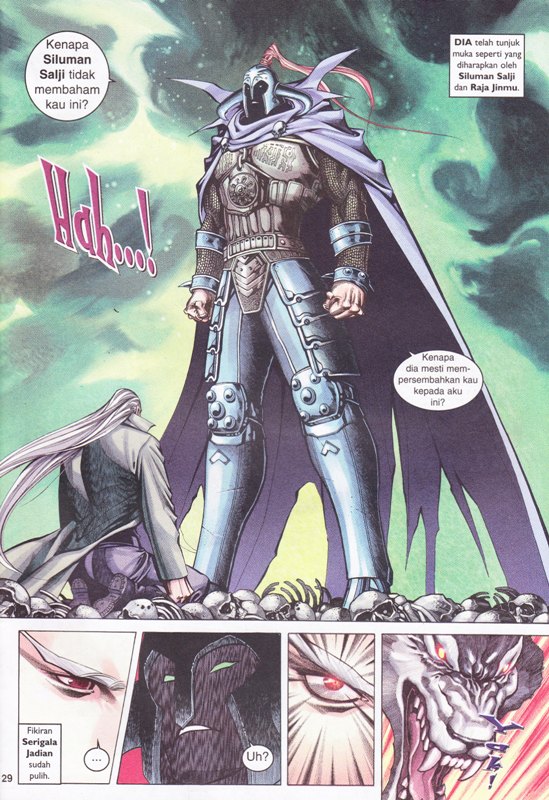 Kenapa
Siluman
Salji tidak
membaham
kau ini?
DIA telah tunjuk
muka seperti yang
diharapkan oleh
Siluman Salji
dan Raja Jinmu.
Hah...!
Kenapa
dia mesti mem-
persembahkan kau
kepada aku
ini?
Fikiran
Serigala
Jadian
sudah
pulih.
...
Uh?
29